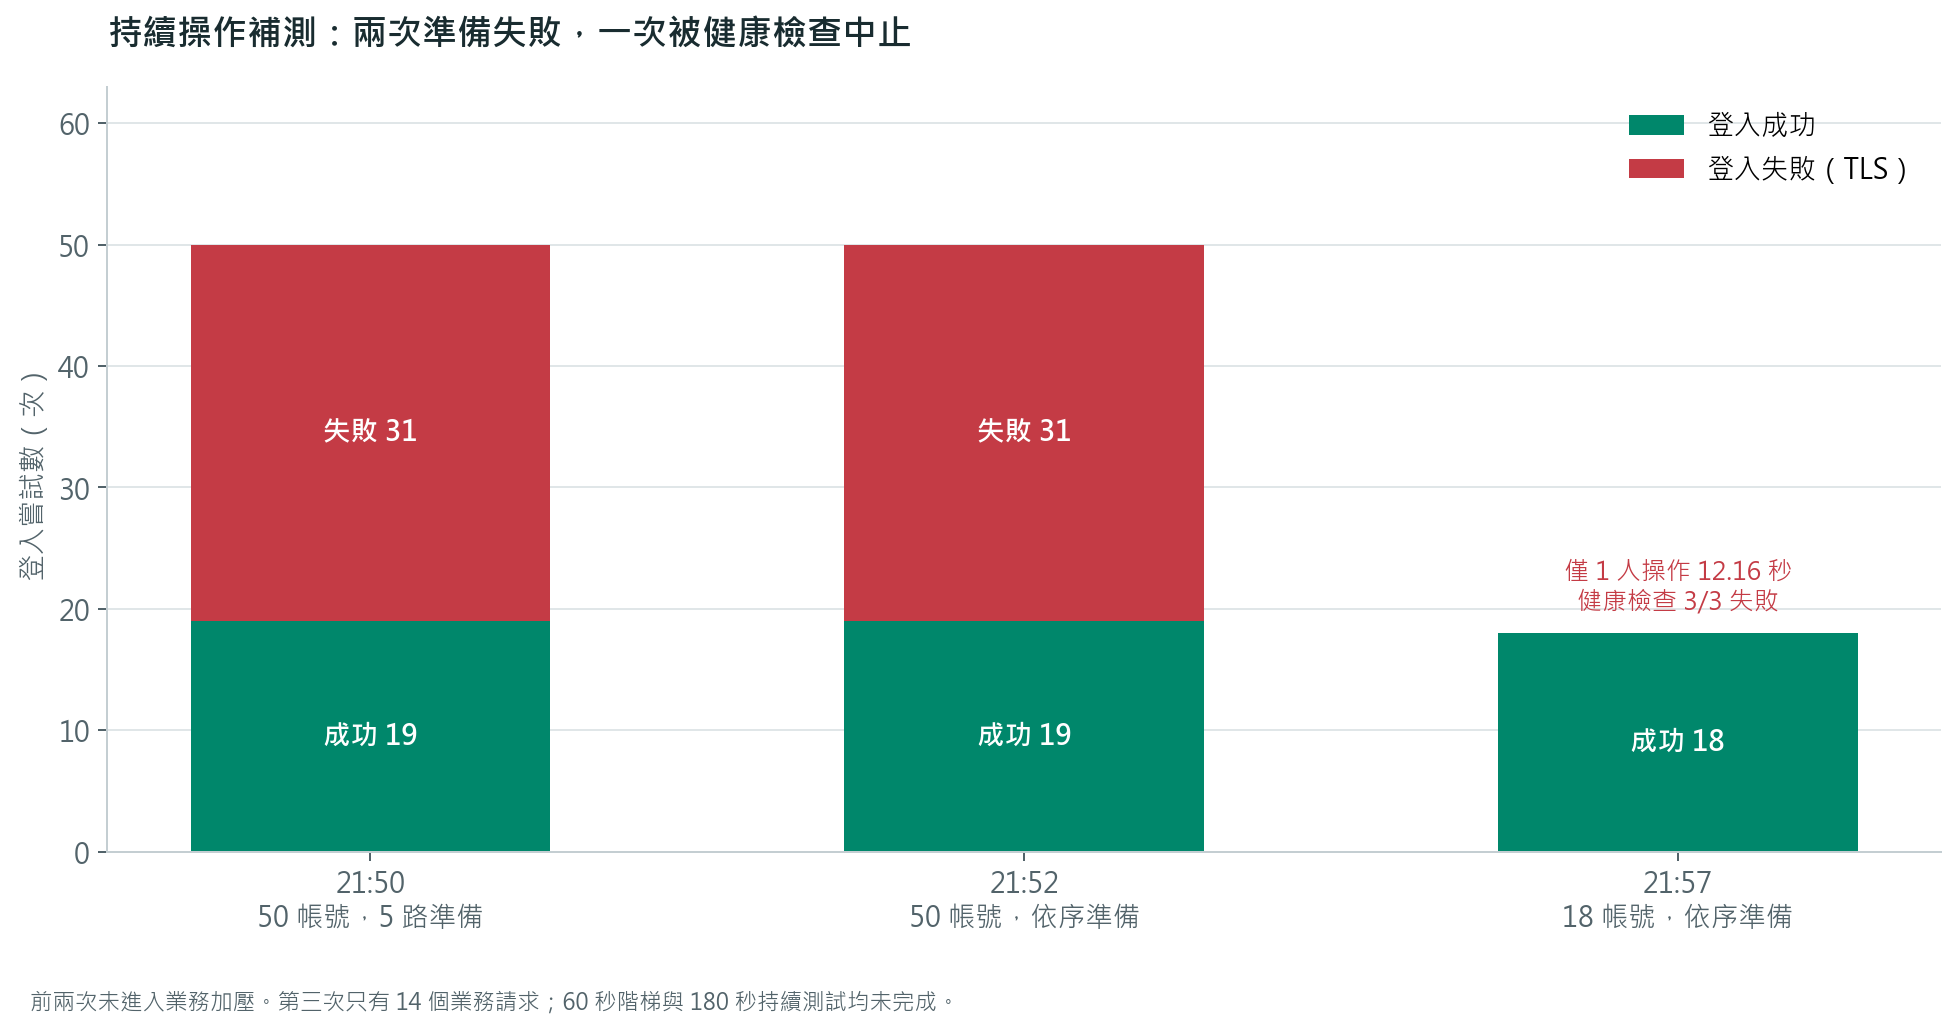 持續操作補測：兩次準備失敗，一次被健康檢查中止
登入成功
登入失敗（TLS）
登入嘗試數（次）
60
50
40
30
20
10
0
失敗 31
成功 19
失敗 31
成功 19
僅 1 人操作 12.16 秒
健康檢查 3/3 失敗
成功 18
21:50
50 帳號，5 路準備
21:52
50 帳號，依序準備
21:57
18 帳號，依序準備
前兩次未進入業務加壓。第三次只有 14 個業務請求；60 秒階梯與 180 秒持續測試均未完成。